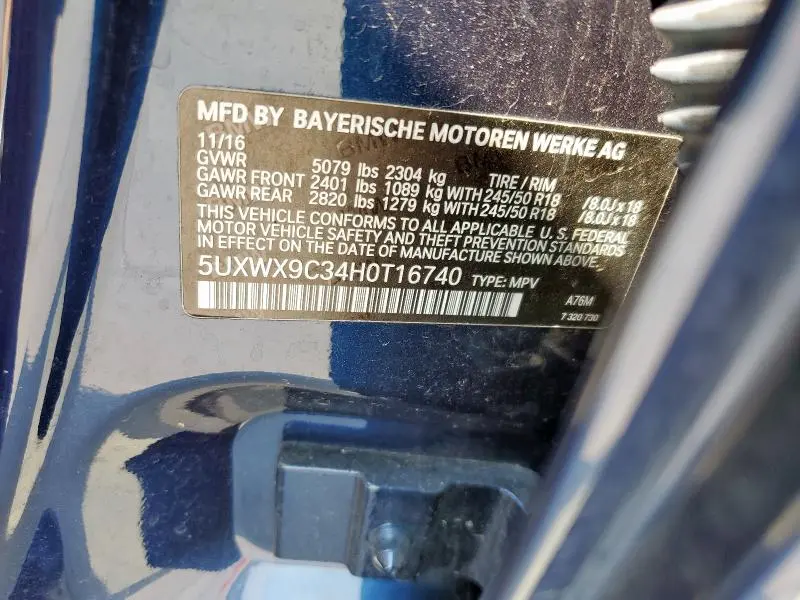 MFD BY BAYERISCHE MOTOREN WERKE AG
11/16
GVWR 5079 lbs 2304 kg TIRE / RIM
GAWR FRONT 2401 lbs 1089 kg WITH 245/50 R18 /8.0J x 18
GAWR REAR 2820 lbs 1279 kg WITH 245/50 R18 /8.0J x 18
THIS VEHICLE CONFORMS TO ALL APPLICABLE U.S. FEDERAL
MOTOR VEHICLE SAFETY AND THEFT PREVENTION STANDARDS
IN EFFECT ON THE DATE OF MANUFACTURE SHOWN ABOVE.
5UXWX9C34H0T16740 TYPE: MPV
A76M
7 320 730